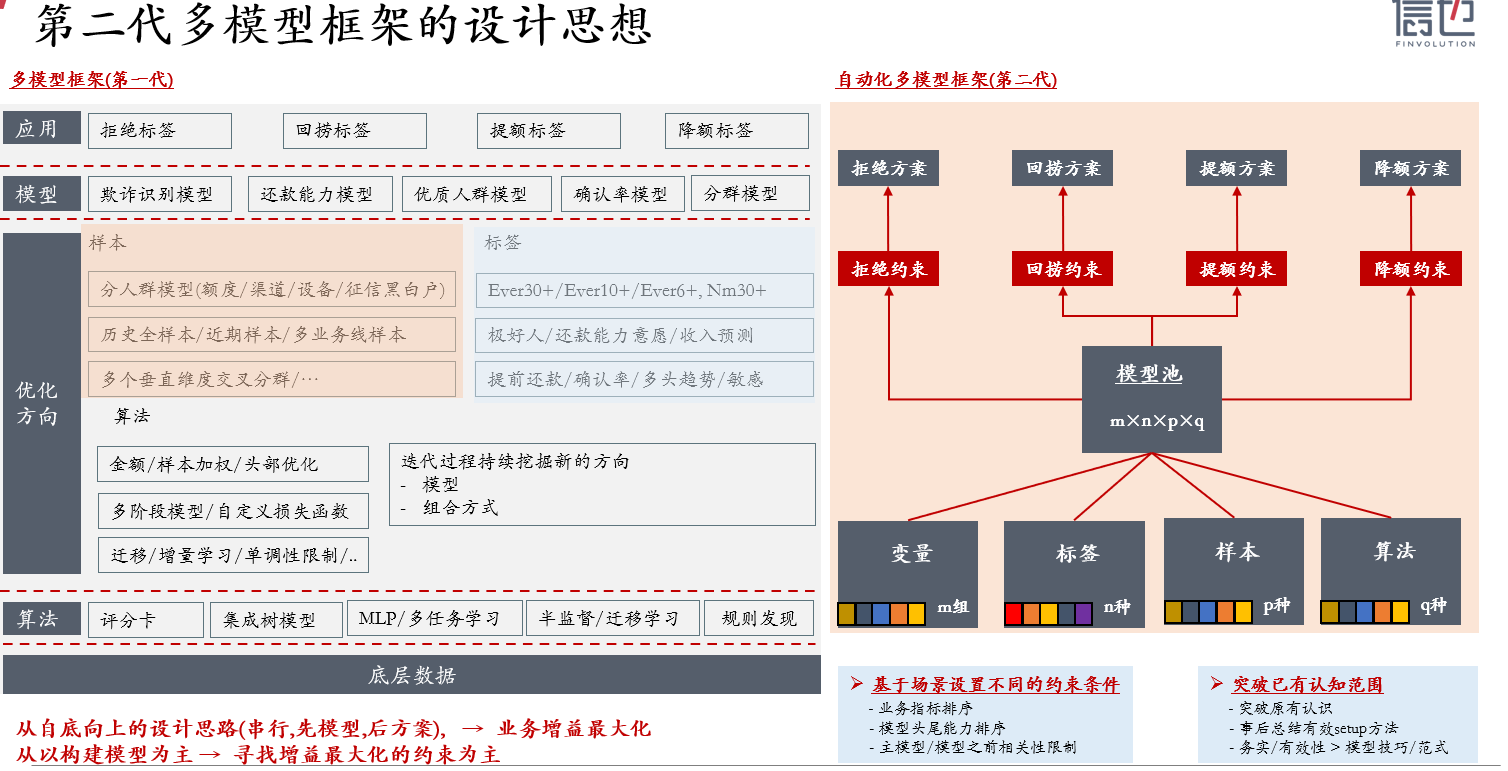 第二代多模型框架的设计思想
信也
FINVOLUTION
多模型框架(第一代)
应用
拒绝标签
回捞标签
提额标签
降额标签
模型
欺诈识别模型
还款能力模型
优质人群模型
确认率模型
分群模型
优化
方向
样本
分人群模型(额度/渠道/设备/征信黑白户)
历史全样本/近期样本/多业务线样本
多个垂直维度交叉分群/…
标签
Ever30+/Ever10+/Ever6+, Nm30+
极好人/还款能力意愿/收入预测
提前还款/确认率/多头趋势/敏感
算法
金额/样本加权/头部优化
多阶段模型/自定义损失函数
迁移/增量学习/单调性限制/..
迭代过程持续挖掘新的方向
- 模型
- 组合方式
算法
评分卡
集成树模型
MLP/多任务学习
半监督/迁移学习
规则发现
底层数据
从自底向上的设计思路(串行,先模型,后方案), → 业务增益最大化
从以构建模型为主 → 寻找增益最大化的约束为主
自动化多模型框架(第二代)
拒绝方案
回捞方案
提额方案
降额方案
拒绝约束
回捞约束
提额约束
降额约束
模型池
m×n×p×q
变量
m组
标签
n种
样本
p种
算法
q种
➢ 基于场景设置不同的约束条件
- 业务指标排序
- 模型头尾能力排序
- 主模型/模型之前相关性限制
➢ 突破已有认知范围
- 突破原有认识
- 事后总结有效setup方法
- 务实/有效性 > 模型技巧/范式